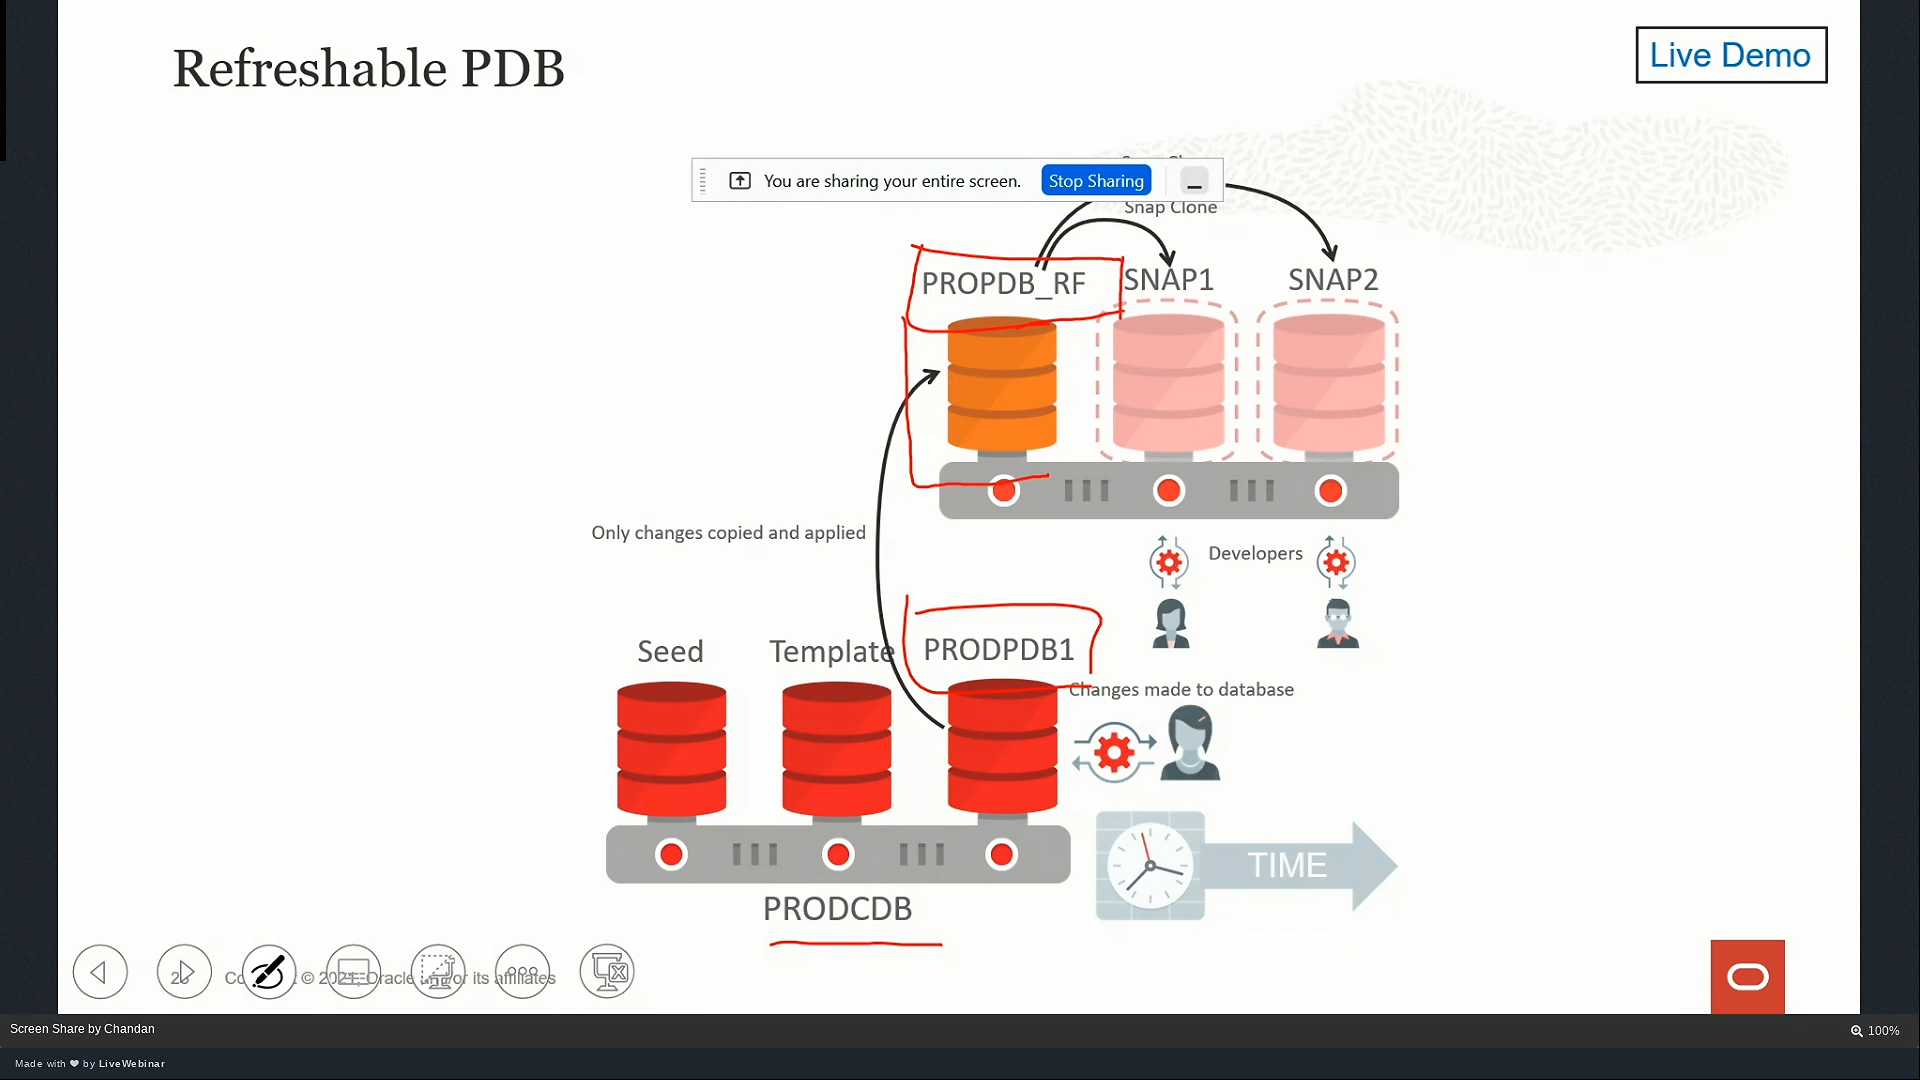 Refreshable PDB
Live Demo
You are sharing your entire screen.
Stop Sharing
Snap Clone
PROPDB_RF
SNAP1
SNAP2
Only changes copied and applied
Developers
Seed
Template
PRODPDB1
Changes made to database
TIME
PRODCDB
© 2021, Oracle and/or its affiliates
Screen Share by Chandan
100%
Made with ❤ by LiveWebinar